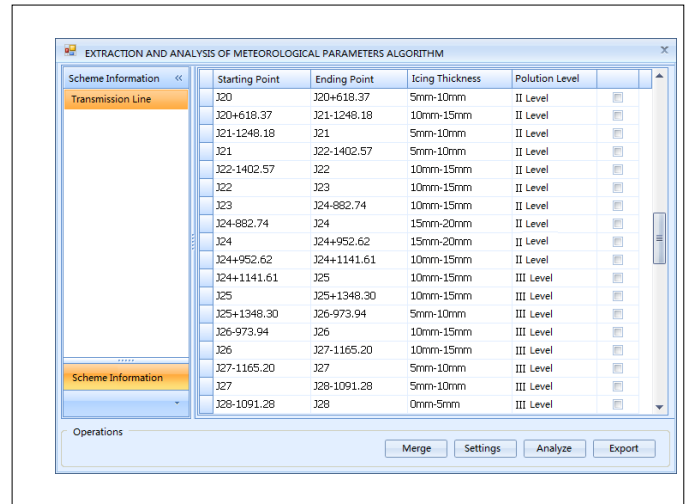 EXTRACTION AND ANALYSIS OF METEOROLOGICAL PARAMETERS ALGORITHM
Scheme Information
Transmission Line
Starting Point Ending Point Icing Thickness Polution Level
J20 J20+618.37 5mm-10mm II Level
J20+618.37 J21-1248.18 10mm-15mm II Level
J21-1248.18 J21 5mm-10mm II Level
J21 J22-1402.57 5mm-10mm II Level
J22-1402.57 J22 10mm-15mm II Level
J22 J23 10mm-15mm II Level
J23 J24-882.74 10mm-15mm II Level
J24-882.74 J24 15mm-20mm II Level
J24 J24+952.62 15mm-20mm II Level
J24+952.62 J24+1141.61 10mm-15mm II Level
J24+1141.61 J25 10mm-15mm III Level
J25 J25+1348.30 10mm-15mm III Level
J25+1348.30 J26-973.94 5mm-10mm III Level
J26-973.94 J26 10mm-15mm III Level
J26 J27-1165.20 10mm-15mm III Level
J27-1165.20 J27 5mm-10mm III Level
J27 J28-1091.28 5mm-10mm III Level
J28-1091.28 J28 0mm-5mm III Level
Scheme Information
Operations
Merge Settings Analyze Export